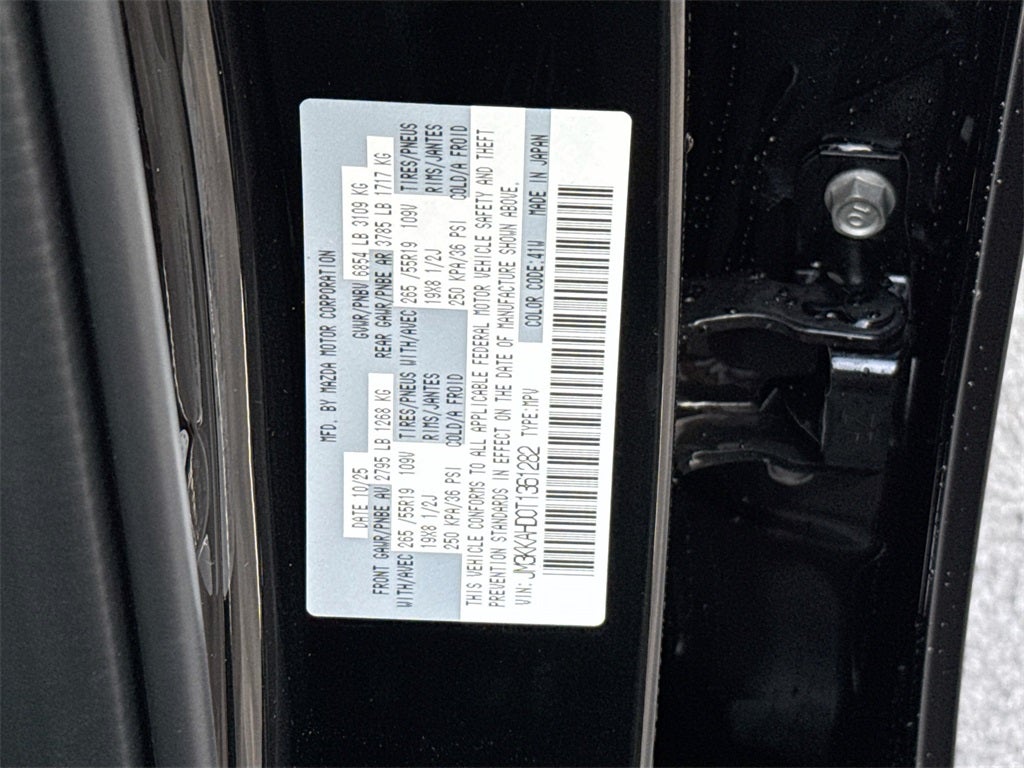 MFD. BY MAZDA MOTOR CORPORATION
DATE 10/25 GVWR/PNBV 6854 LB 3109 KG
FRONT GAWR/PNBE AV 2795 LB 1268 KG REAR GAWR/PNBE AR 3785 LB 1717 KG
WITH/AVEC 265 /55R19 109V TIRES/PNEUS WITH/AVEC 265 /55R19 109V TIRES/PNEUS
19X8 1/2J RIMS/JANTES 19X8 1/2J RIMS/JANTES
250 KPA/36 PSI COLD/A FROID 250 KPA/36 PSI COLD/A FROID
THIS VEHICLE CONFORMS TO ALL APPLICABLE FEDERAL MOTOR VEHICLE SAFETY AND THEFT
PREVENTION STANDARDS IN EFFECT ON THE DATE OF MANUFACTURE SHOWN ABOVE.
VIN: JM3KKAHD0T1361282 TYPE:MPV COLOR CODE:41W MADE IN JAPAN